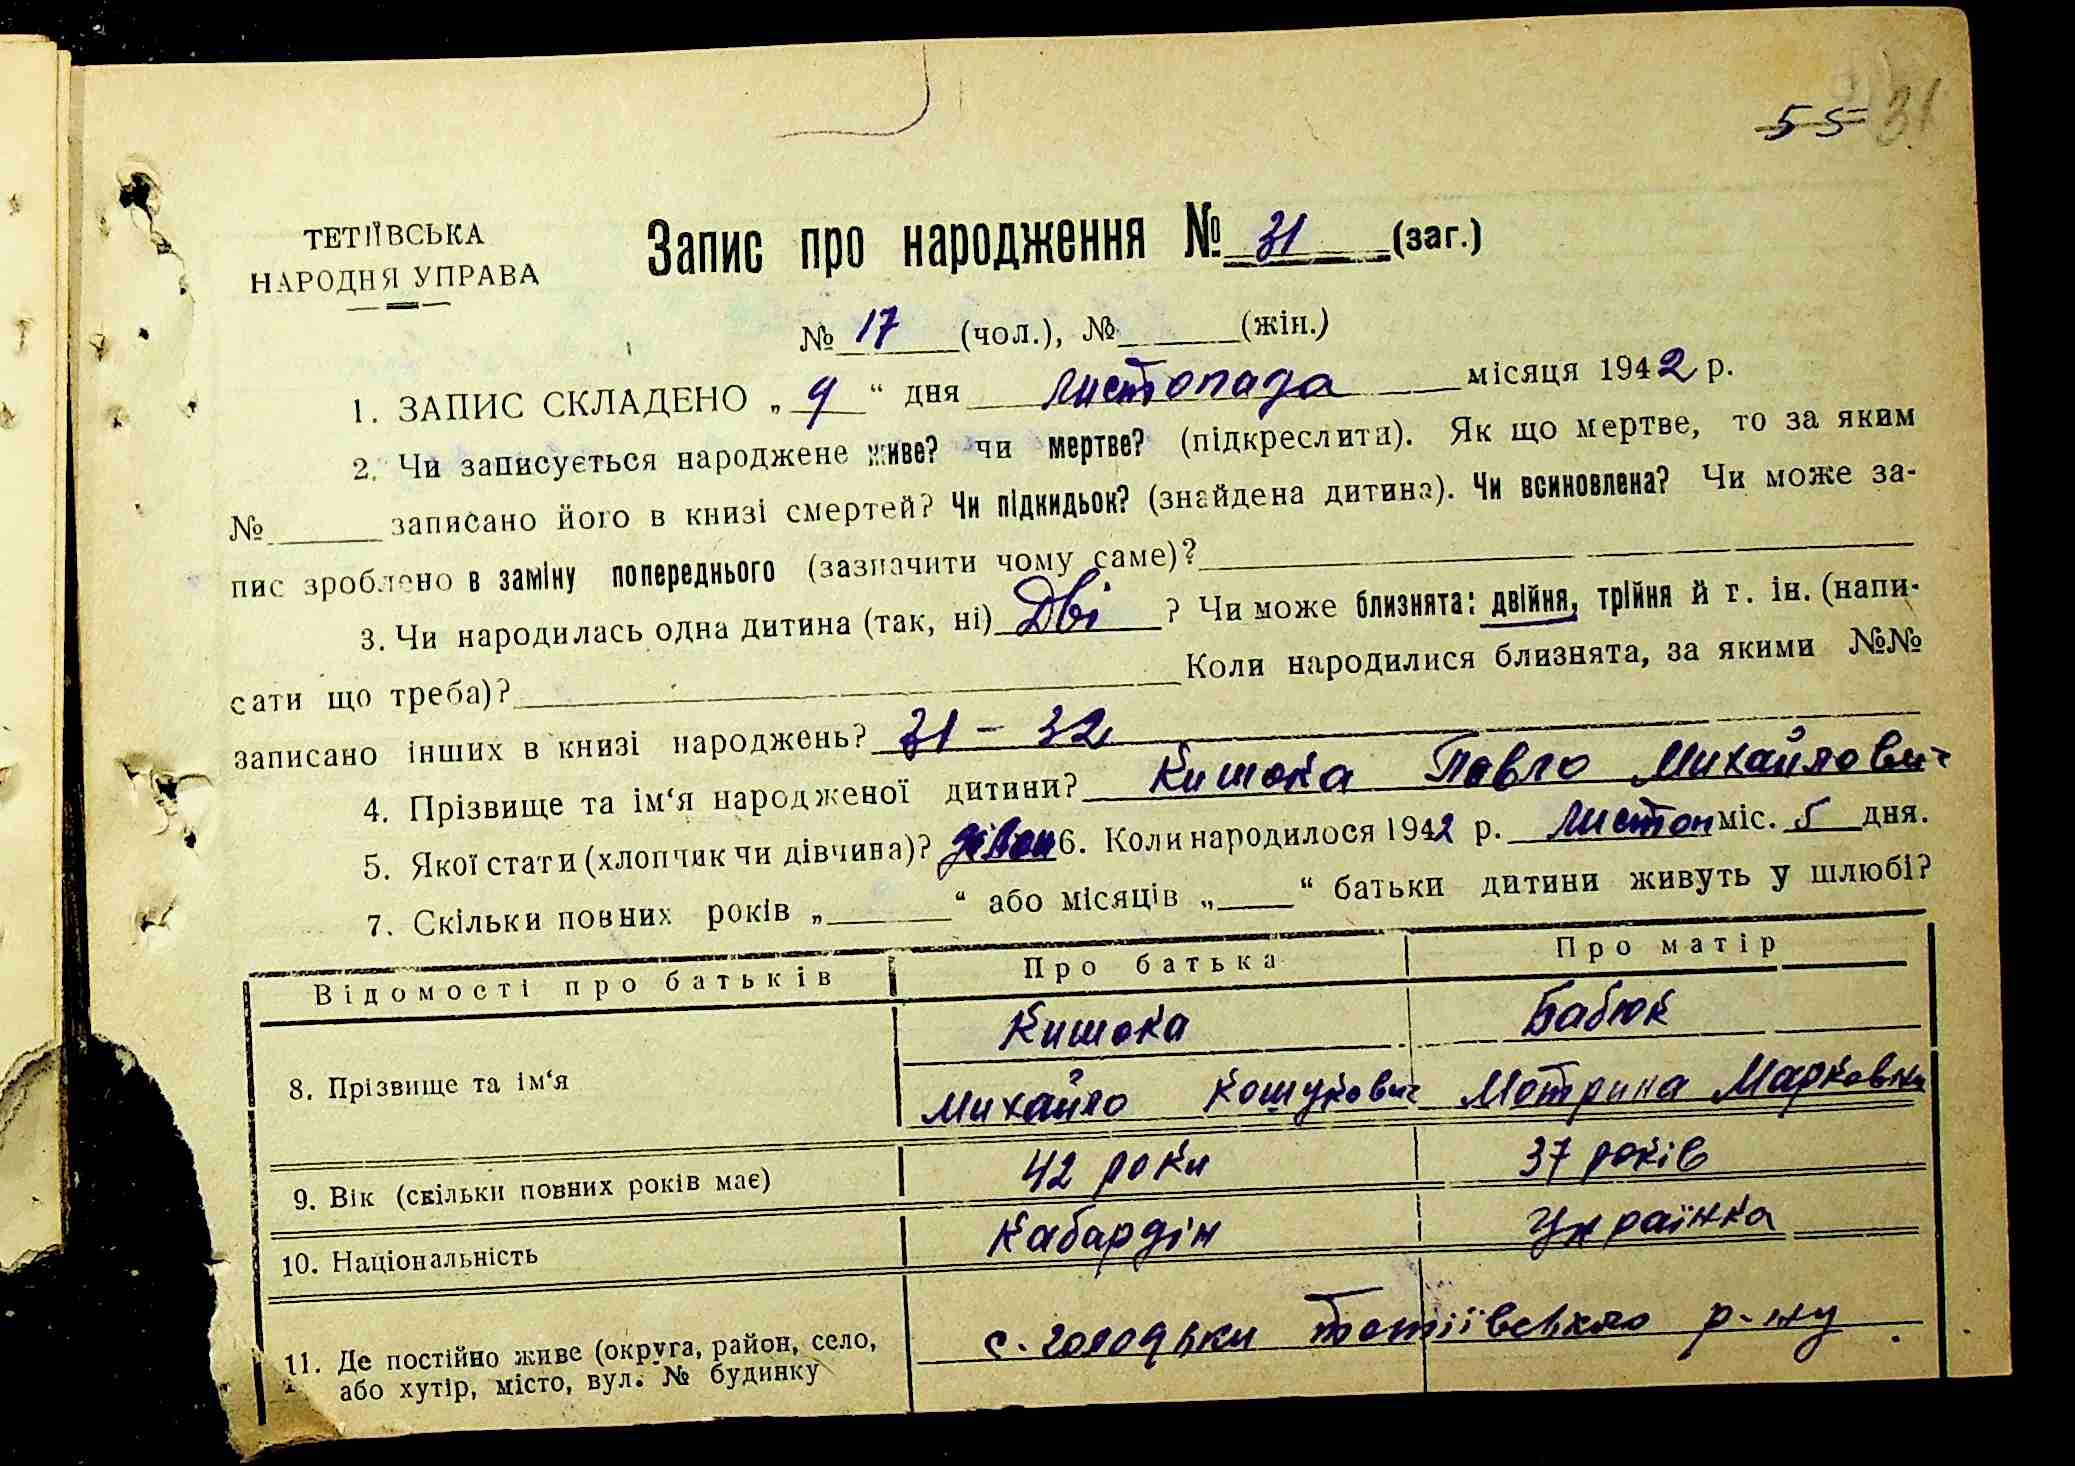 55 31
ТЕТІЇВСЬКА
НАРОДНЯ УПРАВА
Запис про народження № 31 (заг.)
№ 17 (чол.), № (жін.)
1. ЗАПИС СКЛАДЕНО „ 9 “ дня листопада місяця 1942 р.
2. Чи записується народжене живе? чи мертве? (підкреслити). Як що мертве, то за яким
№ записано його в книзі смертей? Чи підкидьок? (знайдена дитина). Чи всиновлена? Чи може за-
пис зроблено в заміну попереднього (зазначити чому саме)?
3. Чи народилась одна дитина (так, ні) Дві ? Чи може близнята: двійня, трійня й т. ін. (напи-
сати що треба)? Коли народилися близнята, за якими №№
записано інших в книзі народжень? 31 – 32
4. Прізвище та ім‘я народженої дитини? Кишока Павло Михайлович
5. Якої стати (хлопчик чи дівчина)? 6. Коли народилося 1942 р. листоп міс. 5 дня.
7. Скільки повних років „ “ або місяців „ “ батьки дитини живуть у шлюбі?
Відомості про батьків Про батька Про матір
8. Прізвище та ім‘я
Кишока Бабюк
Михайло Кошукович Мотрина Марковна
9. Вік (скільки повних років має) 42 роки 37 років
10. Національність Кабардін Українка
11. Де постійно живе (округа, район, село,
або хутір, місто, вул. № будинку
с. Голодьки Тетіївського р-ну